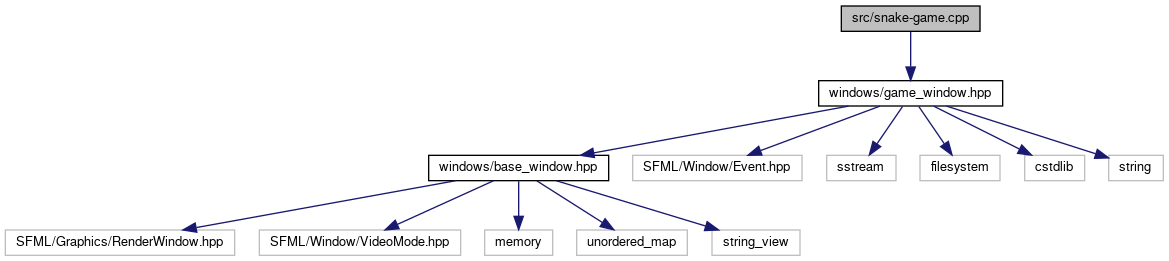 src/snake-game.cpp
windows/game_window.hpp
windows/base_window.hpp
SFML/Window/Event.hpp
sstream
filesystem
cstdlib
string
SFML/Graphics/RenderWindow.hpp
SFML/Window/VideoMode.hpp
memory
unordered_map
string_view